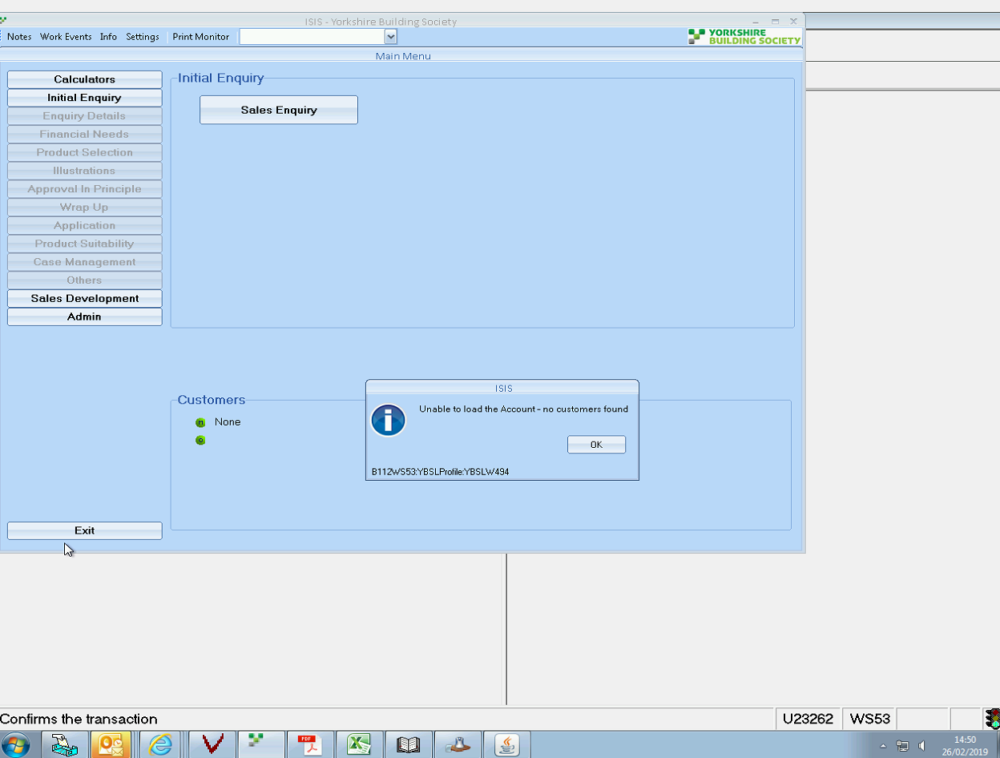 ISIS - Yorkshire Building Society
Notes Work Events Info Settings Print Monitor
YORKSHIRE
BUILDING SOCIETY
Main Menu
Calculators
Initial Enquiry
Enquiry Details
Financial Needs
Product Selection
Illustrations
Approval In Principle
Wrap Up
Application
Product Suitability
Case Management
Others
Sales Development
Admin
Initial Enquiry
Sales Enquiry
Customers
None
ISIS
Unable to load the Account - no customers found
OK
B112WS53:YBSLProfile:YBSLW494
Exit
Confirms the transaction
U23262
WS53
14:50
26/02/2019